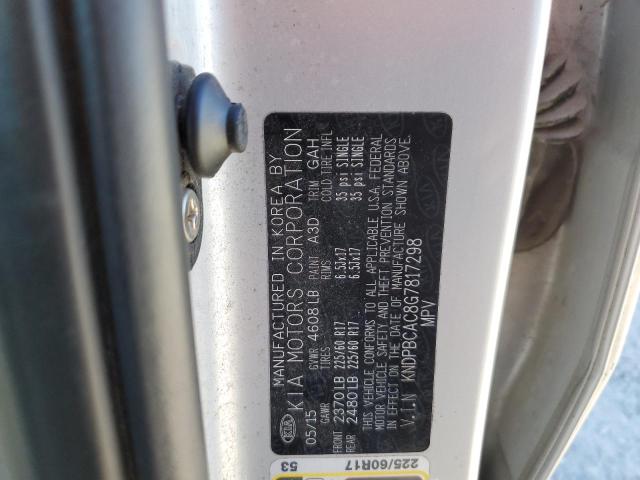 MANUFACTURED IN KOREA BY
KIA MOTORS CORPORATION
05/15 GVWR 4608LB PAINT A3D TRIM GAH
GAWR TIRES RIMS COLD TIRE INFL
FRONT 2370LB 225/60 R17 6.5Jx17 35 psi SINGLE
REAR 2480LB 225/60 R17 6.5Jx17 35 psi SINGLE
THIS VEHICLE CONFORMS TO ALL APPLICABLE U.S.A. FEDERAL
MOTOR VEHICLE SAFETY AND THEFT PREVENTION STANDARDS
IN EFFECT ON THE DATE OF MANUFACTURE SHOWN ABOVE.
V.I.N KNDPBCAC8G7817298
MPV
53 225/60R17